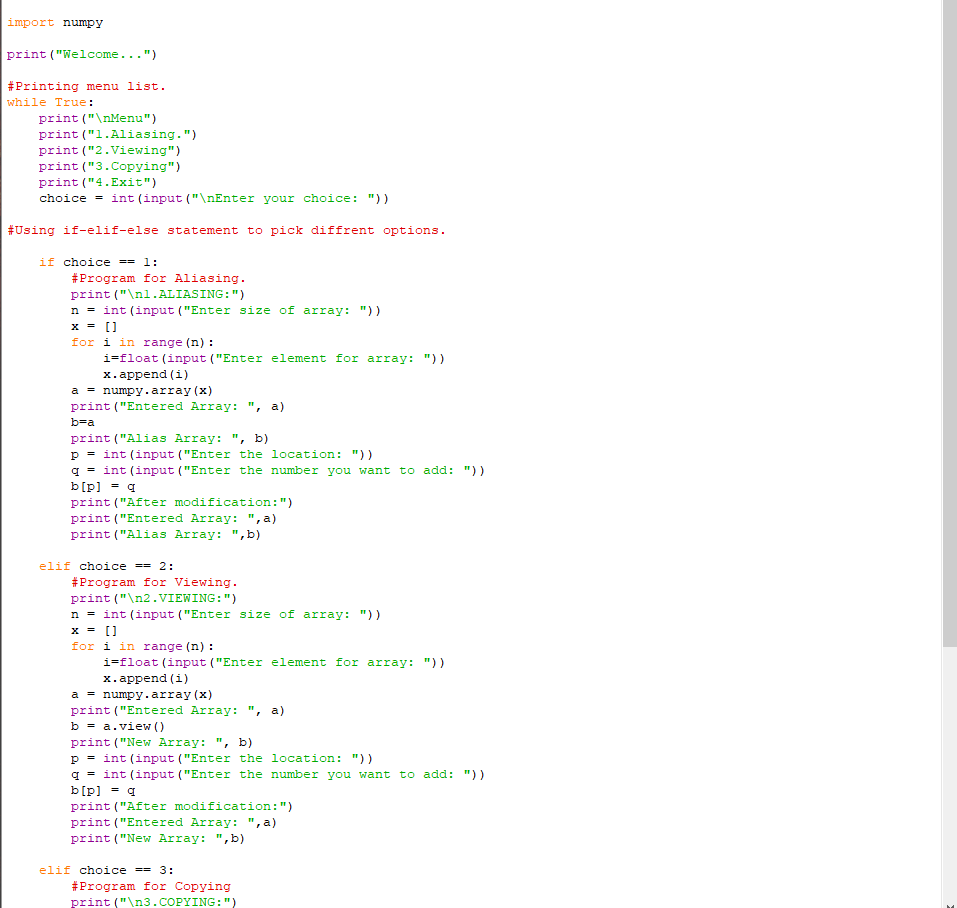 import numpy
print("Welcome...")
#Printing menu list.
while True:
    print("\nMenu")
    print("1.Aliasing.")
    print("2.Viewing")
    print("3.Copying")
    print("4.Exit")
    choice = int(input("\nEnter your choice: "))
#Using if-elif-else statement to pick diffrent options.
    if choice == 1:
        #Program for Aliasing.
        print("\n1.ALIASING:")
        n = int(input("Enter size of array: "))
        x = []
        for i in range(n):
            i=float(input("Enter element for array: "))
            x.append(i)
        a = numpy.array(x)
        print("Entered Array: ", a)
        b=a
        print("Alias Array: ", b)
        p = int(input("Enter the location: "))
        q = int(input("Enter the number you want to add: "))
        b[p] = q
        print("After modification:")
        print("Entered Array: ",a)
        print("Alias Array: ",b)
    elif choice == 2:
        #Program for Viewing.
        print("\n2.VIEWING:")
        n = int(input("Enter size of array: "))
        x = []
        for i in range(n):
            i=float(input("Enter element for array: "))
            x.append(i)
        a = numpy.array(x)
        print("Entered Array: ", a)
        b = a.view()
        print("New Array: ", b)
        p = int(input("Enter the location: "))
        q = int(input("Enter the number you want to add: "))
        b[p] = q
        print("After modification:")
        print("Entered Array: ",a)
        print("New Array: ",b)
    elif choice == 3:
        #Program for Copying
        print("\n3.COPYING:")